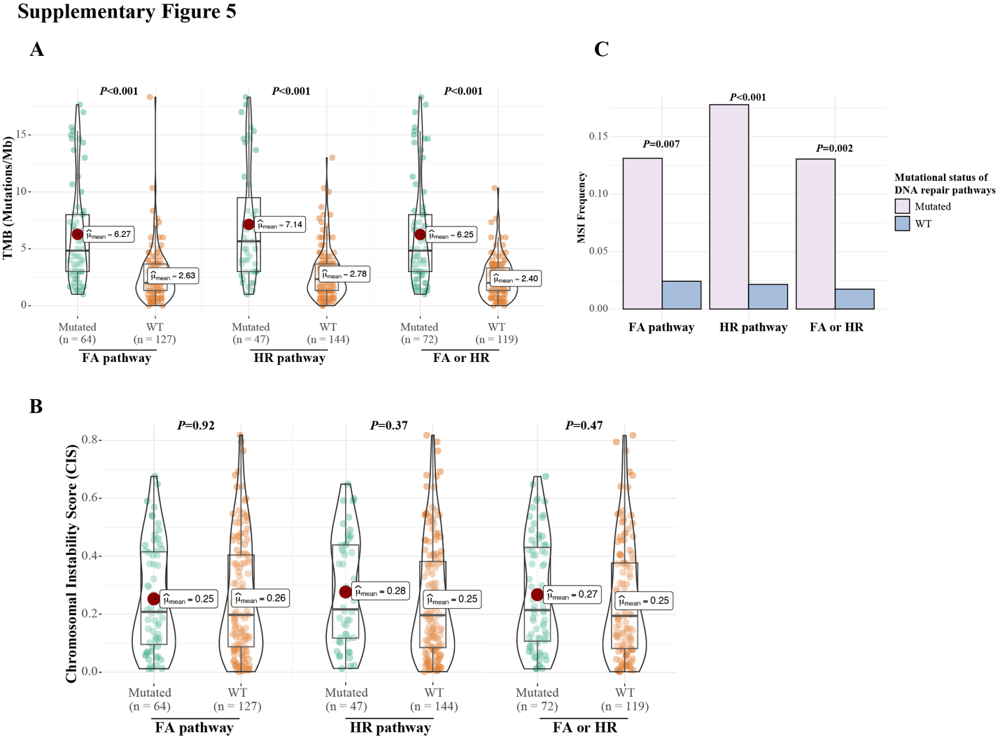 Supplementary Figure 5
A
P<0.001
P<0.001
P<0.001
TMB (Mutations/Mb)
15
10
5
0
μ̂mean = 6.27
μ̂mean = 2.63
μ̂mean = 7.14
μ̂mean = 2.78
μ̂mean = 6.25
μ̂mean = 2.40
Mutated
(n = 64)
WT
(n = 127)
Mutated
(n = 47)
WT
(n = 144)
Mutated
(n = 72)
WT
(n = 119)
FA pathway
HR pathway
FA or HR
C
P=0.007
P<0.001
P=0.002
MSI Frequency
0.15
0.10
0.05
0.00
FA pathway
HR pathway
FA or HR
Mutational status of
DNA repair pathways
Mutated
WT
B
P=0.92
P=0.37
P=0.47
Chromosomal Instability Score (CIS)
0.8
0.6
0.4
0.2
0.0
μ̂mean = 0.25
μ̂mean = 0.26
μ̂mean = 0.28
μ̂mean = 0.25
μ̂mean = 0.27
μ̂mean = 0.25
Mutated
(n = 64)
WT
(n = 127)
Mutated
(n = 47)
WT
(n = 144)
Mutated
(n = 72)
WT
(n = 119)
FA pathway
HR pathway
FA or HR